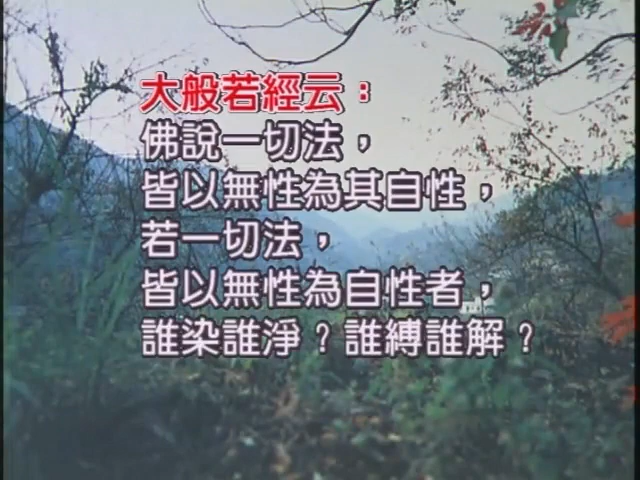 大般若經云：
佛說一切法，
皆以無性為其自性，
若一切法，
皆以無性為自性者，
誰染誰淨？誰縛誰解？